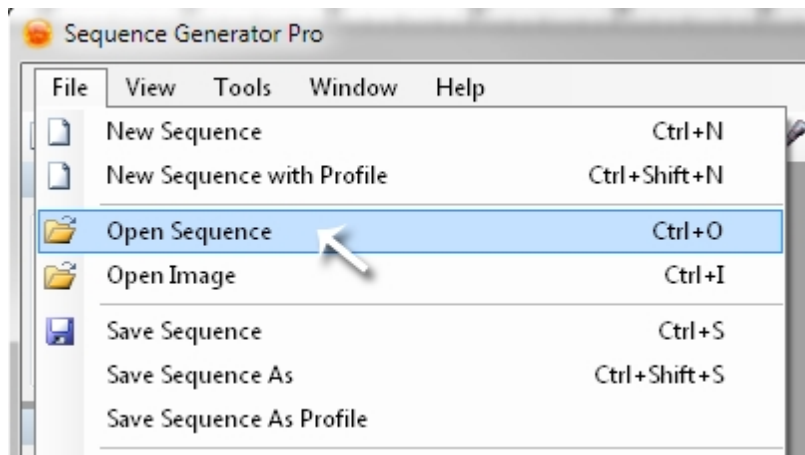 Sequence Generator Pro
File View Tools Window Help
New Sequence Ctrl+N
New Sequence with Profile Ctrl+Shift+N
Open Sequence Ctrl+O
Open Image Ctrl+I
Save Sequence Ctrl+S
Save Sequence As Ctrl+Shift+S
Save Sequence As Profile